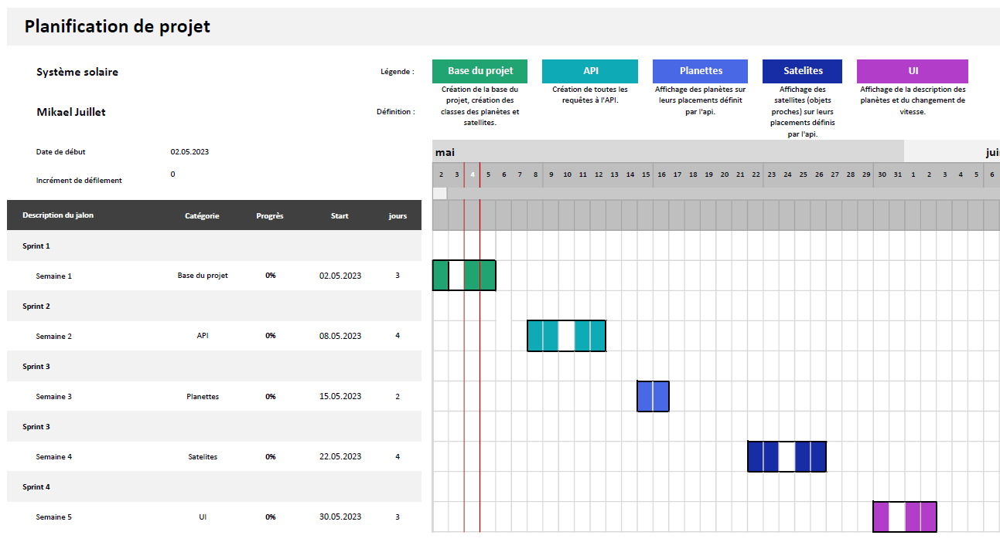 Planification de projet
Système solaire
Légende :
Base du projet
API
Planettes
Satelites
UI
Mikael Juillet
Définition :
Création de la base
du projet, création des
classes des planètes et
satellites.
Création de toutes les
requêtes à l'API.
Affichage des planètes sur
leurs placements définit
par l'api.
Affichage des
satellites (objets
proches) sur leurs
placements définis
par l'api.
Affichage de la description des
planètes et du changement de
vitesse.
Date de début 02.05.2023
Incrément de défilement 0
mai
2 3 4 5 6 7 8 9 10 11 12 13 14 15 16 17 18 19 20 21 22 23 24 25 26 27 28 29 30 31 1 2 3 4 5 6
Description du jalon Catégorie Progrès Start jours
Sprint 1
Semaine 1 Base du projet 0% 02.05.2023 3
Sprint 2
Semaine 2 API 0% 08.05.2023 4
Sprint 3
Semaine 3 Planettes 0% 15.05.2023 2
Sprint 3
Semaine 4 Satelites 0% 22.05.2023 4
Sprint 4
Semaine 5 UI 0% 30.05.2023 3